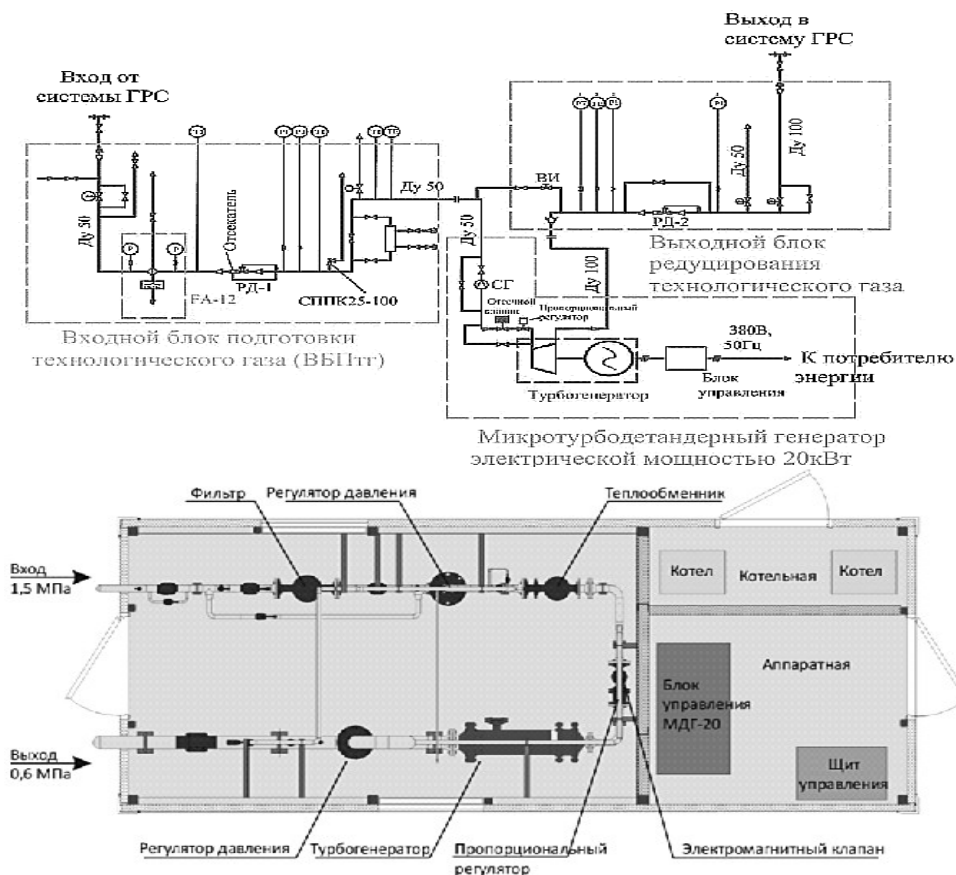 Выход в
систему ГРС
Вход от
системы ГРС
Ду 50
Отсекатель
РД-1
FA-12
СППК25-100
Ду 50
Входной блок подготовки
технологического газа (ВБПтг)
ВИ
РД-2
Ду 50
Ду 100
Выходной блок
редуцирования
технологического газа
Ду 50
Ду 100
СГ
Отсечной
клапан
Пропорциональный
регулятор
Турбогенератор
Блок
управления
380В,
50Гц
К потребителю
энергии
Микротурбодетандерный генератор
электрической мощностью 20кВт
Фильтр
Регулятор давления
Теплообменник
Вход
1,5 МПа
Котел
Котельная
Котел
Аппаратная
Блок
управления
МДГ-20
Щит
управления
Выход
0,6 МПа
Регулятор давления
Турбогенератор
Пропорциональный
регулятор
Электромагнитный клапан